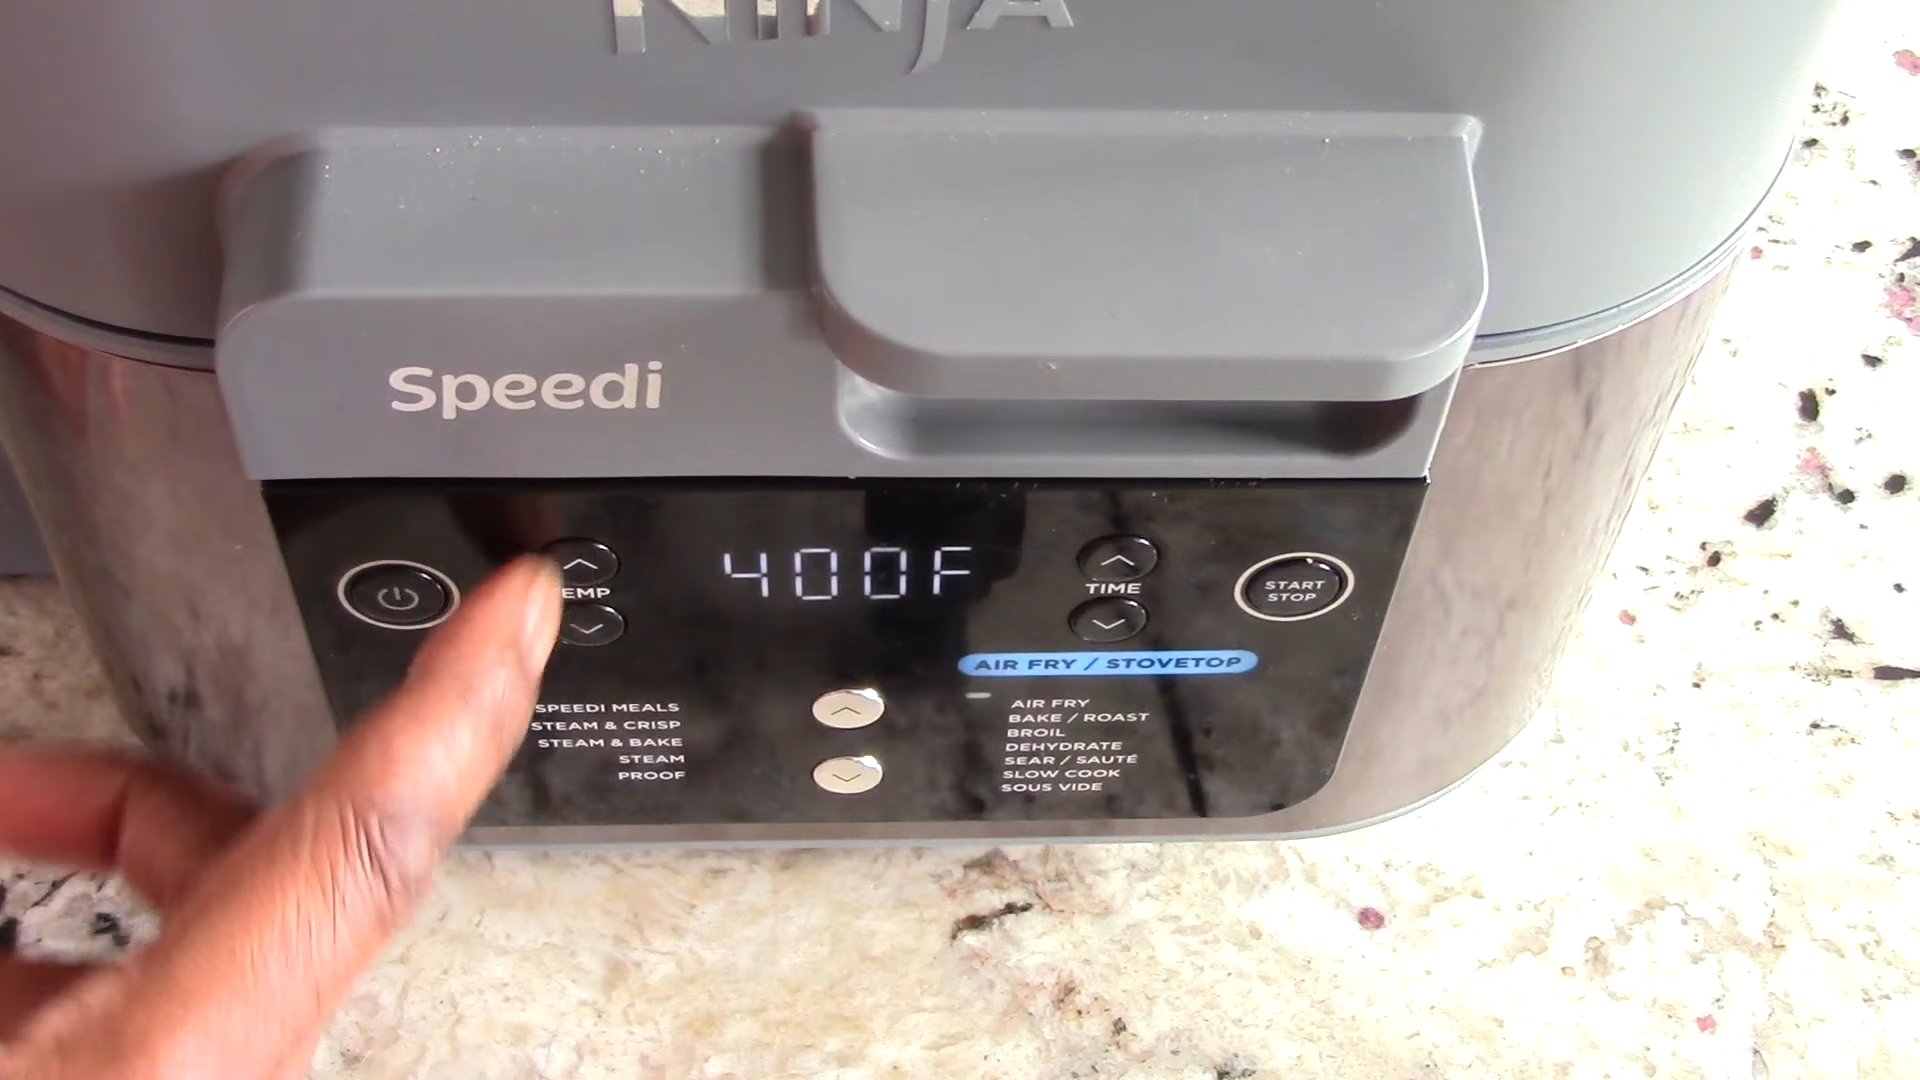 NINJA
Speedi
400F
EMP
TIME
START
STOP
AIR FRY / STOVETOP
SPEEDI MEALS
STEAM & CRISP
STEAM & BAKE
STEAM
PROOF
AIR FRY
BAKE / ROAST
BROIL
DEHYDRATE
SEAR / SAUTÉ
SLOW COOK
SOUS VIDE